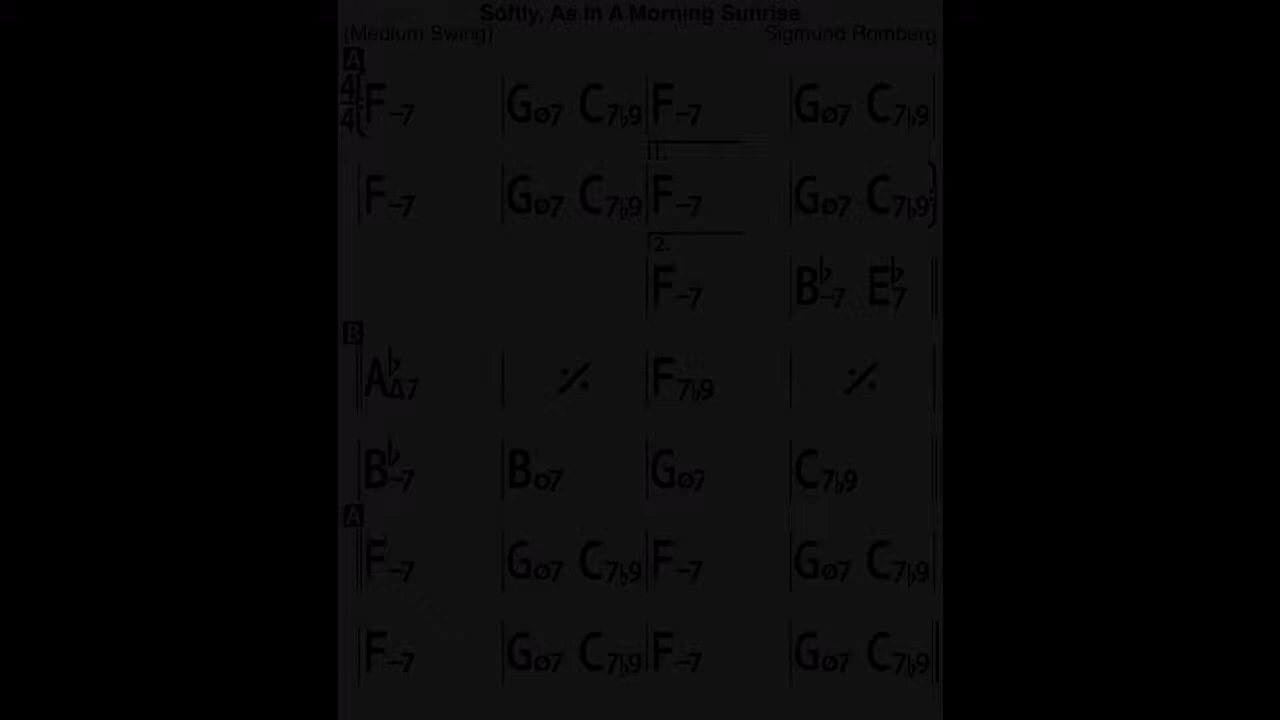 Softly, As In A Morning Sunrise
(Medium Swing) Sigmund Romberg
A
4/4 F-7 | Gø7 C7♭9 | F-7 | Gø7 C7♭9
1.
F-7 | Gø7 C7♭9 | F-7 | Gø7 C7♭9
2.
F-7 | B♭-7 E♭7
B
A♭Δ7 | 𝄎 | F7♭9 | 𝄎
B♭-7 | Bo7 | Gø7 | C7♭9
A
F-7 | Gø7 C7♭9 | F-7 | Gø7 C7♭9
F-7 | Gø7 C7♭9 | F-7 | Gø7 C7♭9